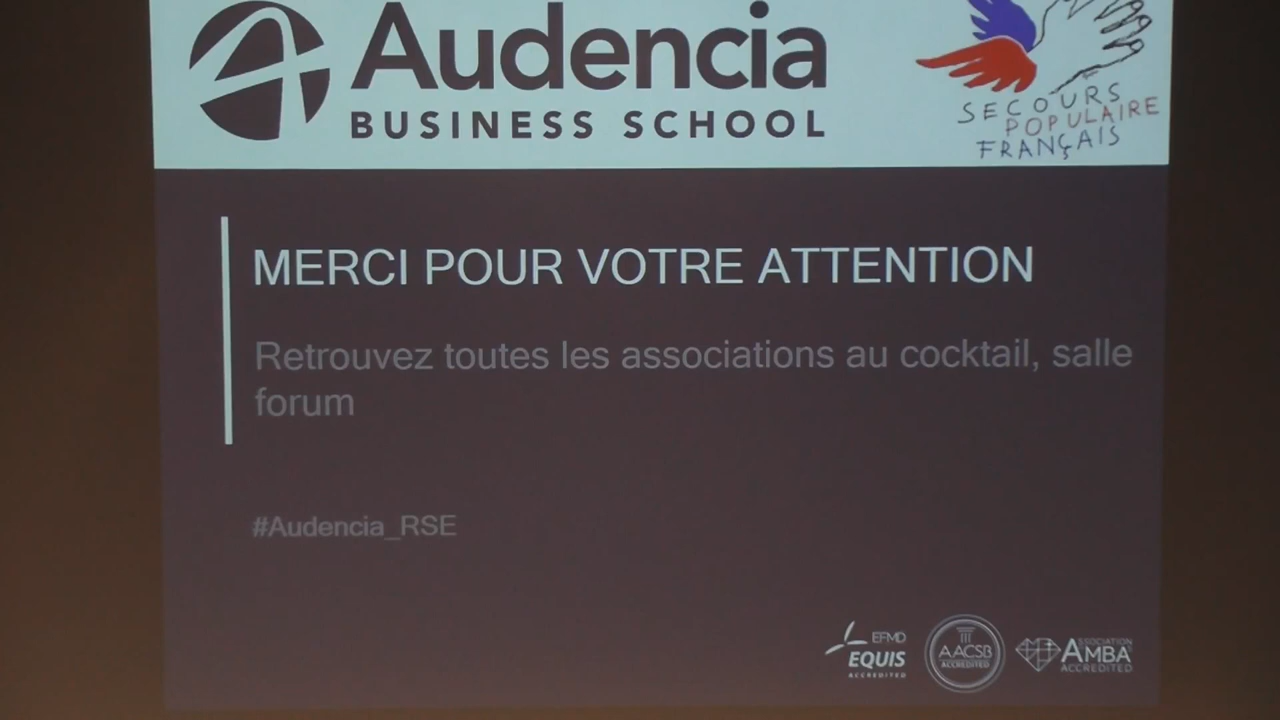 Audencia
BUSINESS SCHOOL
SECOURS
POPULAIRE
FRANÇAIS
MERCI POUR VOTRE ATTENTION
Retrouvez toutes les associations au cocktail, salle
forum
#Audencia_RSE
EFMD
EQUIS
ACCREDITED
AACSB
ACCREDITED
ASSOCIATION
AMBA
ACCREDITED